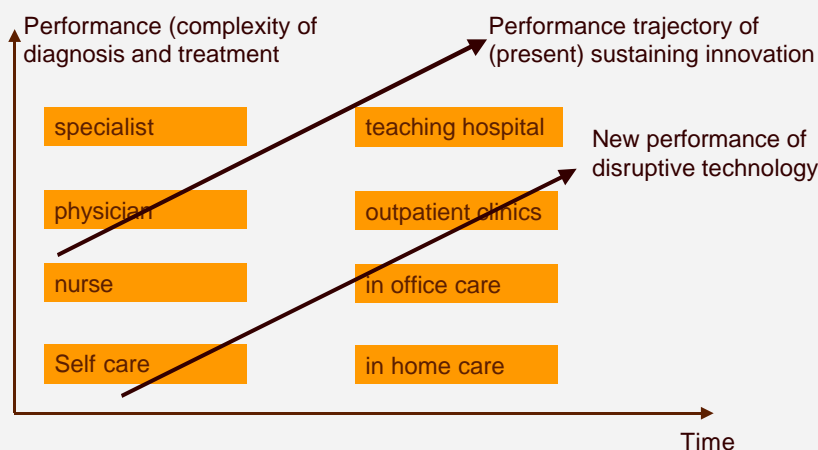 Performance (complexity of
diagnosis and treatment
Performance trajectory of
(present) sustaining innovation
specialist
teaching hospital
New performance of
disruptive technology
physician
outpatient clinics
nurse
in office care
Self care
in home care
Time